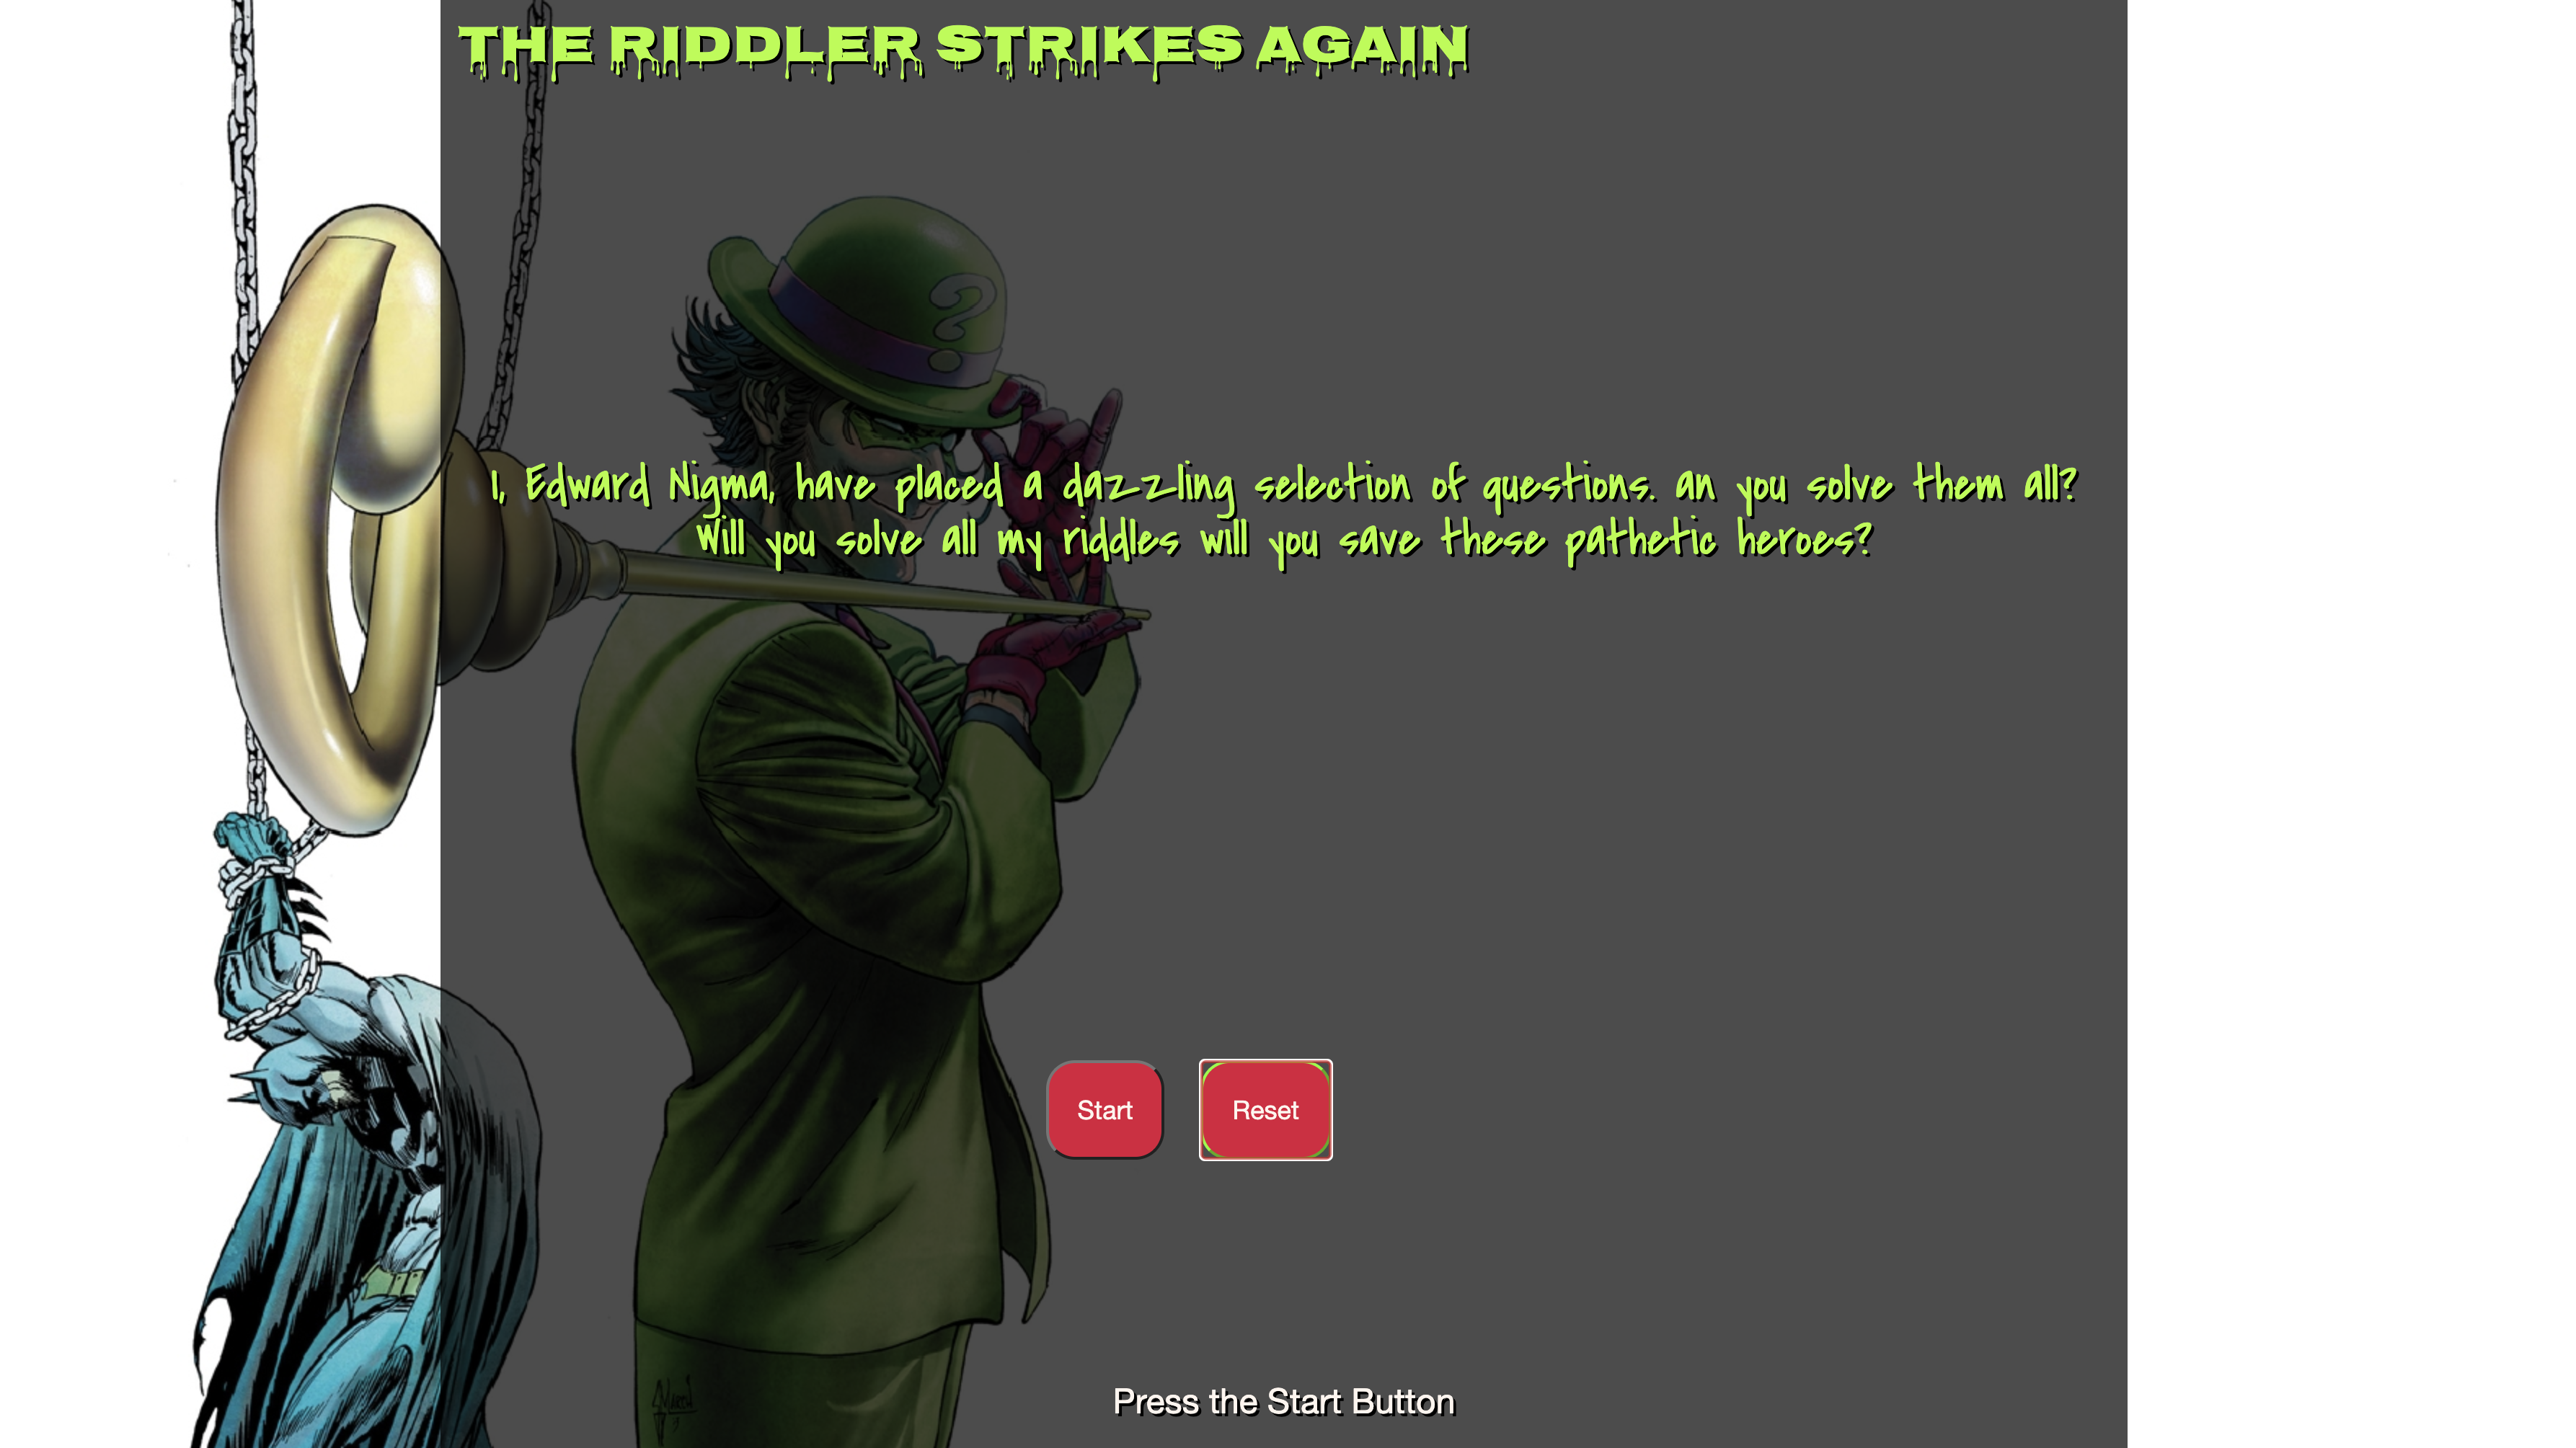 THE RIDDLER STRIKES AGAIN
I, Edward Nigma, have placed a dazzling selection of questions. an you solve them all?
Will you solve all my riddles will you save these pathetic heroes?
Start
Reset
Press the Start Button